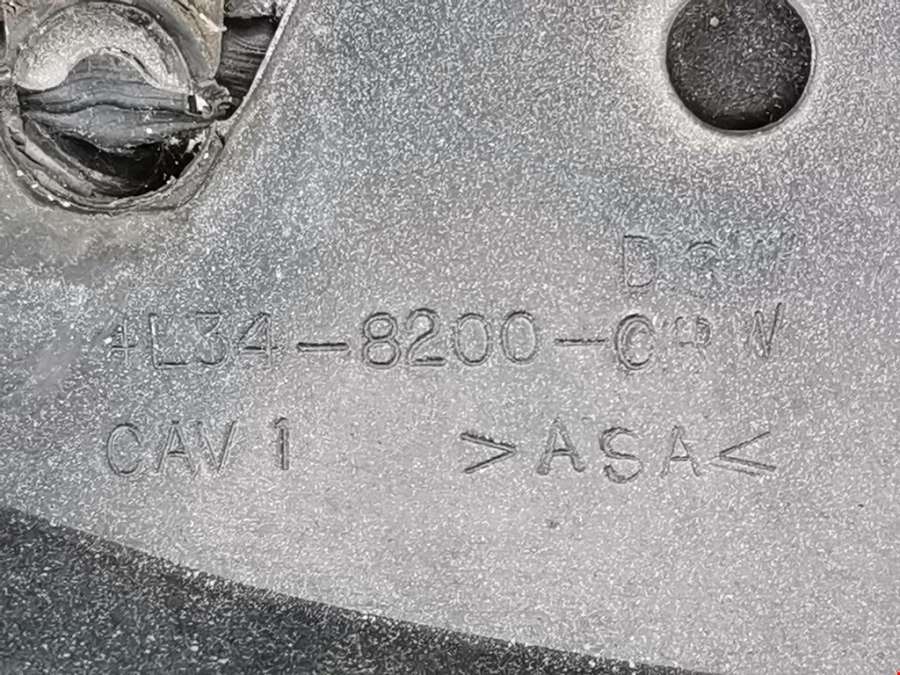 4L34-8200-
CAV 1 >ASA<